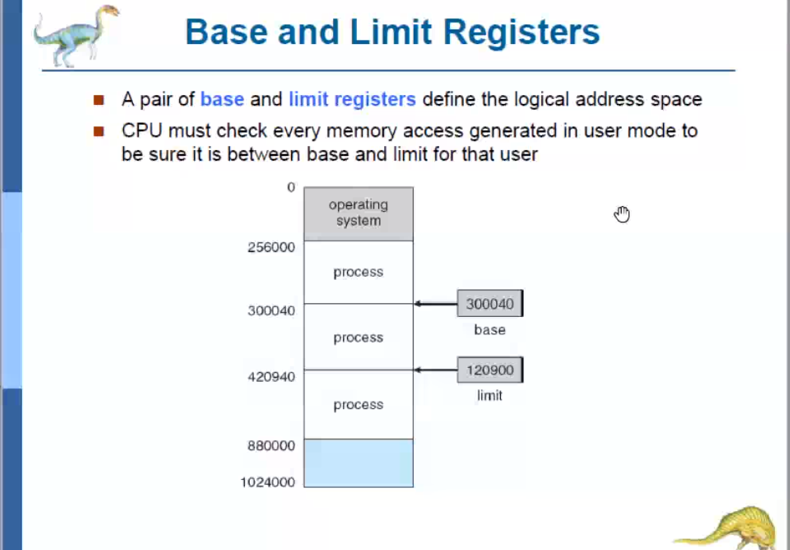 Base and Limit Registers
A pair of base and limit registers define the logical address space
CPU must check every memory access generated in user mode to
be sure it is between base and limit for that user
0
operating
system
256000
process
300040
300040
base
process
120900
420940
limit
process
880000
1024000